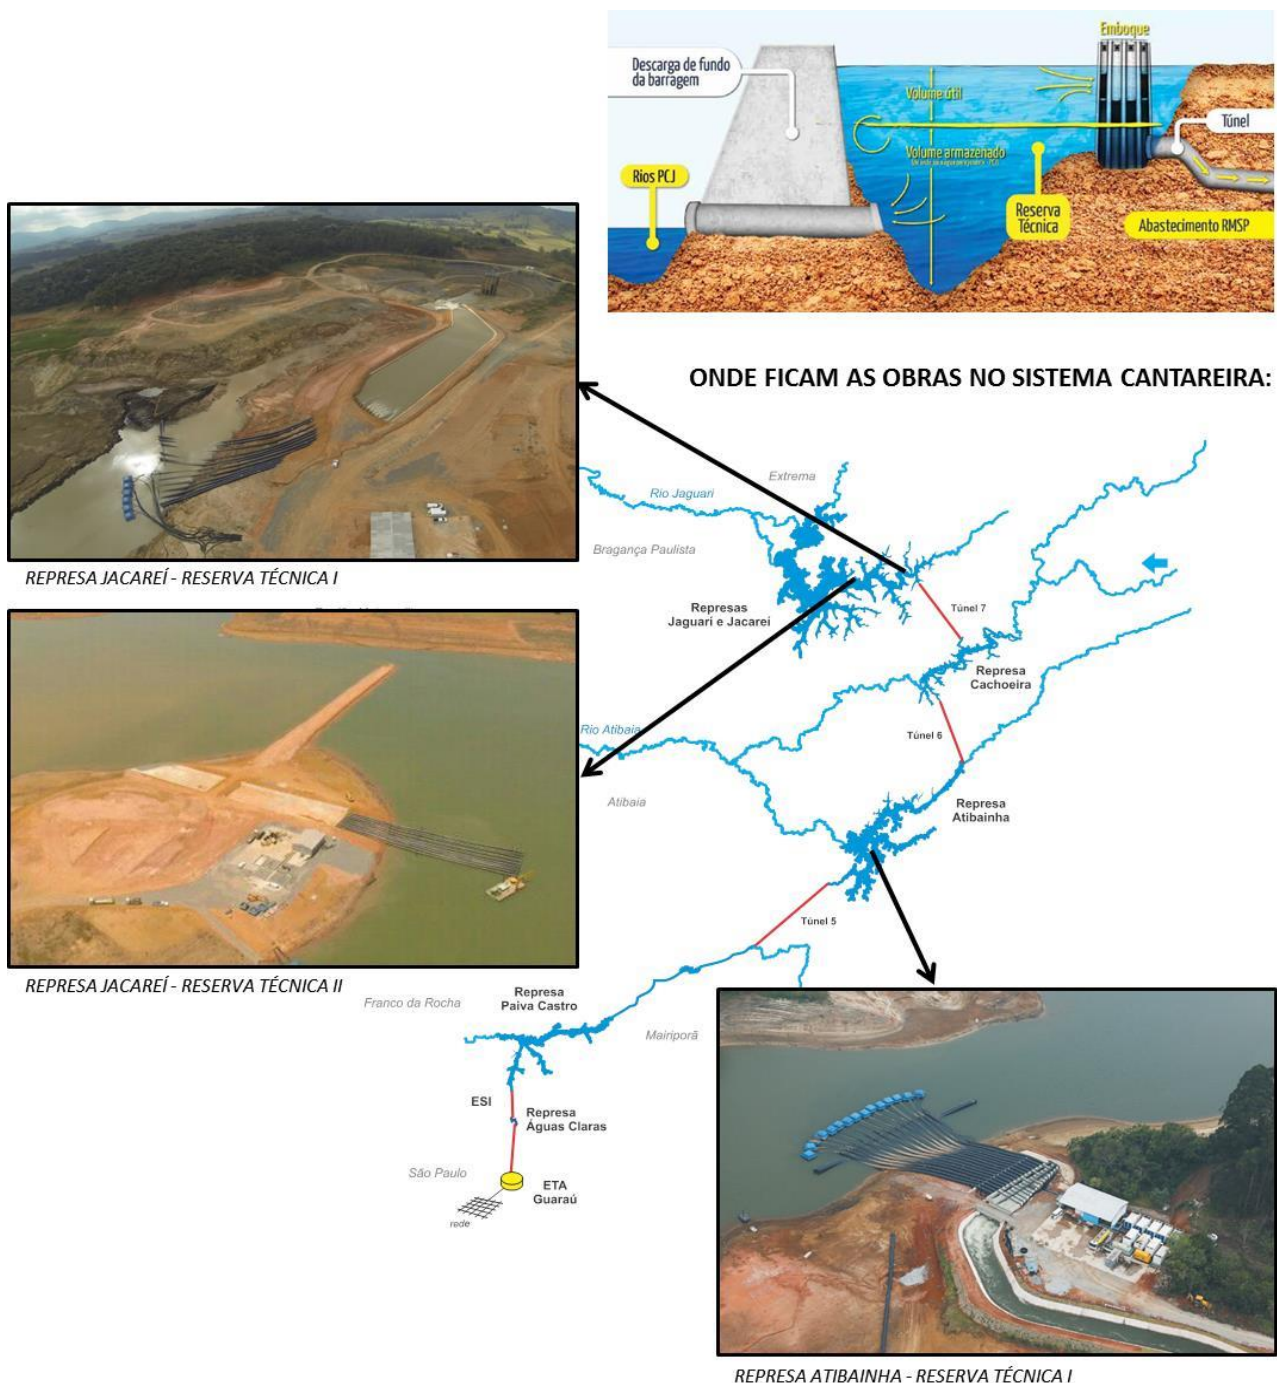 Emboque
Descarga de fundo
da barragem
Volume útil
Túnel
Volume armazenado
Rios PCJ
Reserva
Técnica
Abastecimento RMSP
ONDE FICAM AS OBRAS NO SISTEMA CANTAREIRA:
Extrema
Rio Jaguari
Bragança Paulista
REPRESA JACAREÍ - RESERVA TÉCNICA I
Represas
Jaguari e Jacarei
Túnel 7
Represa
Cachoeira
Rio Atibaia
Túnel 6
Atibaia
Represa
Atibainha
Túnel 5
REPRESA JACAREÍ - RESERVA TÉCNICA II
Franco da Rocha
Represa
Paiva Castro
Mairiporã
ESI
Represa
Águas Claras
São Paulo
ETA
Guaraú
rede
REPRESA ATIBAINHA - RESERVA TÉCNICA I